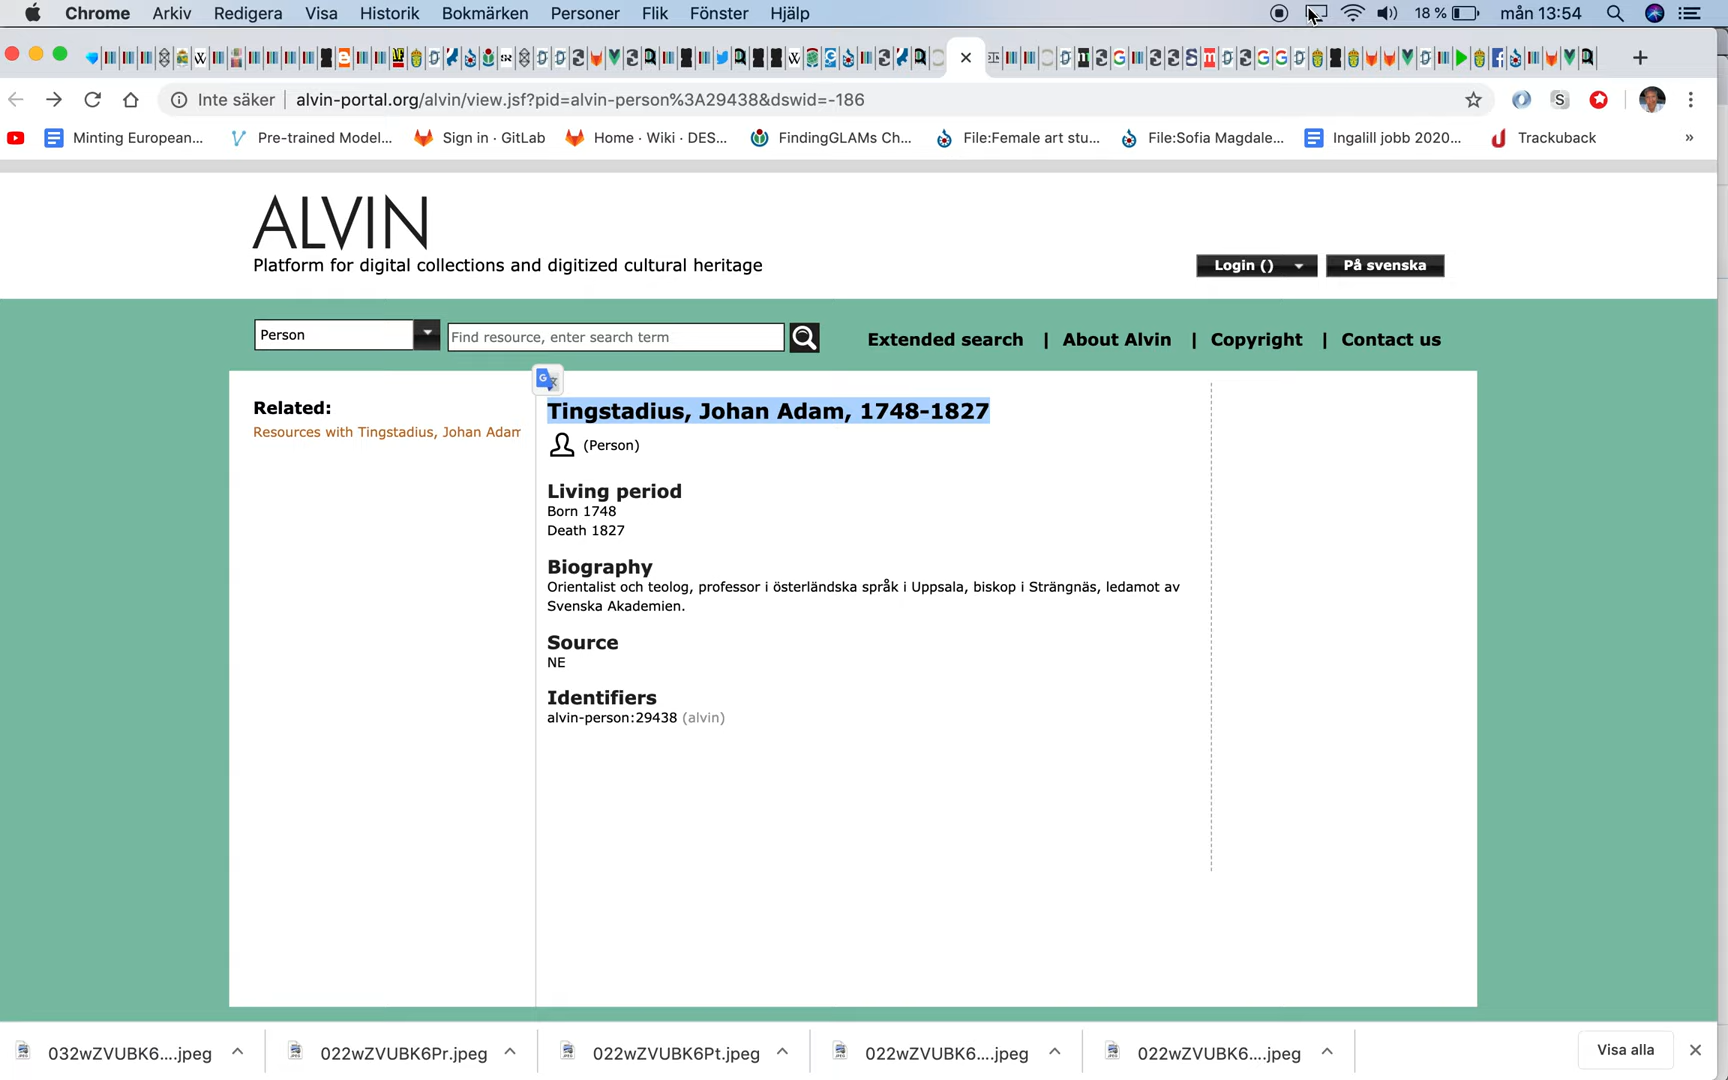 Chrome Arkiv Redigera Visa Historik Bokmärken Personer Flik Fönster Hjälp 18 % mån 13:54
Inte säker alvin-portal.org/alvin/view.jsf?pid=alvin-person%3A29438&dswid=-186
Minting European... Pre-trained Model... Sign in · GitLab Home · Wiki · DES... FindingGLAMs Ch... File:Female art stu... File:Sofia Magdale... Ingalill jobb 2020... Trackuback »
ALVIN
Platform for digital collections and digitized cultural heritage
Login () På svenska
Person Find resource, enter search term Extended search | About Alvin | Copyright | Contact us
Related:
Resources with Tingstadius, Johan Adam
Tingstadius, Johan Adam, 1748-1827
(Person)
Living period
Born 1748
Death 1827
Biography
Orientalist och teolog, professor i österländska språk i Uppsala, biskop i Strängnäs, ledamot av
Svenska Akademien.
Source
NE
Identifiers
alvin-person:29438 (alvin)
032wZVUBK6....jpeg 022wZVUBK6Pr.jpeg 022wZVUBK6Pt.jpeg 022wZVUBK6....jpeg 022wZVUBK6....jpeg Visa alla